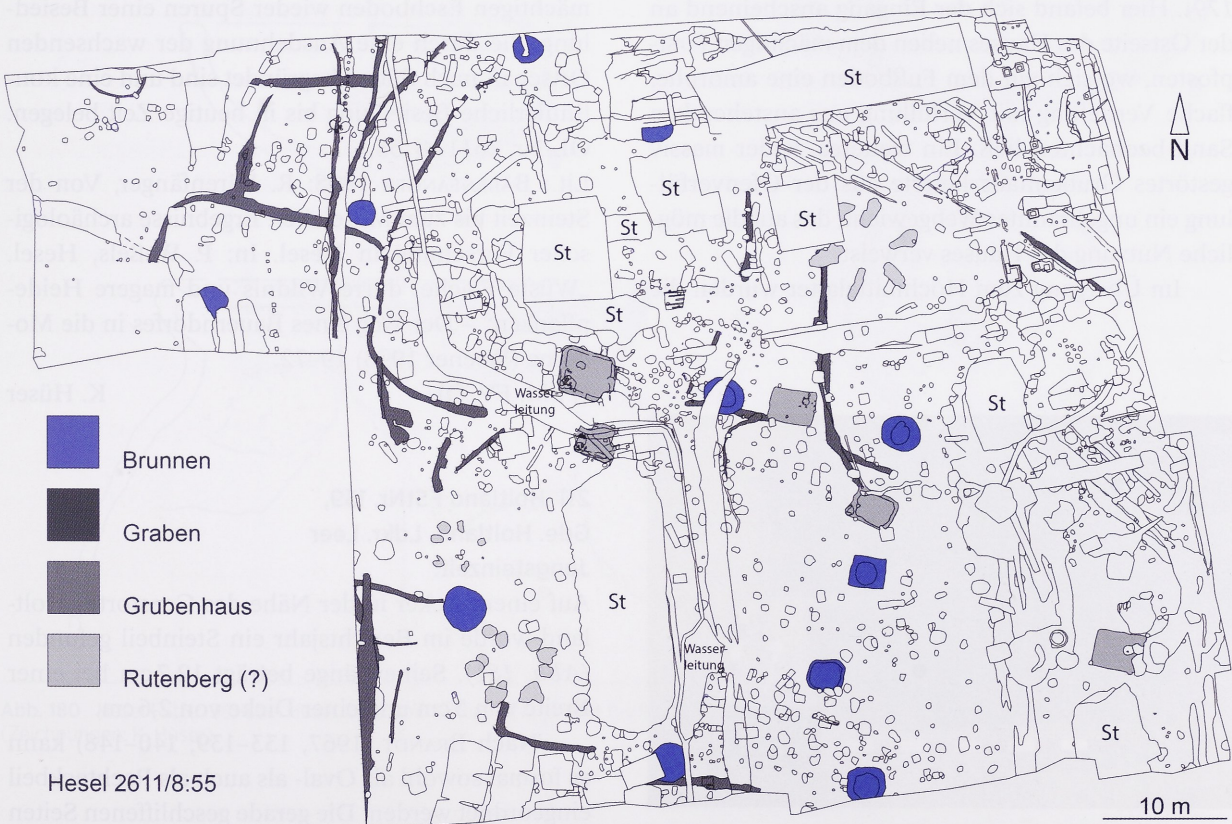 St
N
St
St
St
St
St
Wasser-
leitung
St
Brunnen
Graben
Grubenhaus
St
Wasser-
leitung
Rutenberg (?)
St
Hesel 2611/8:55
10 m